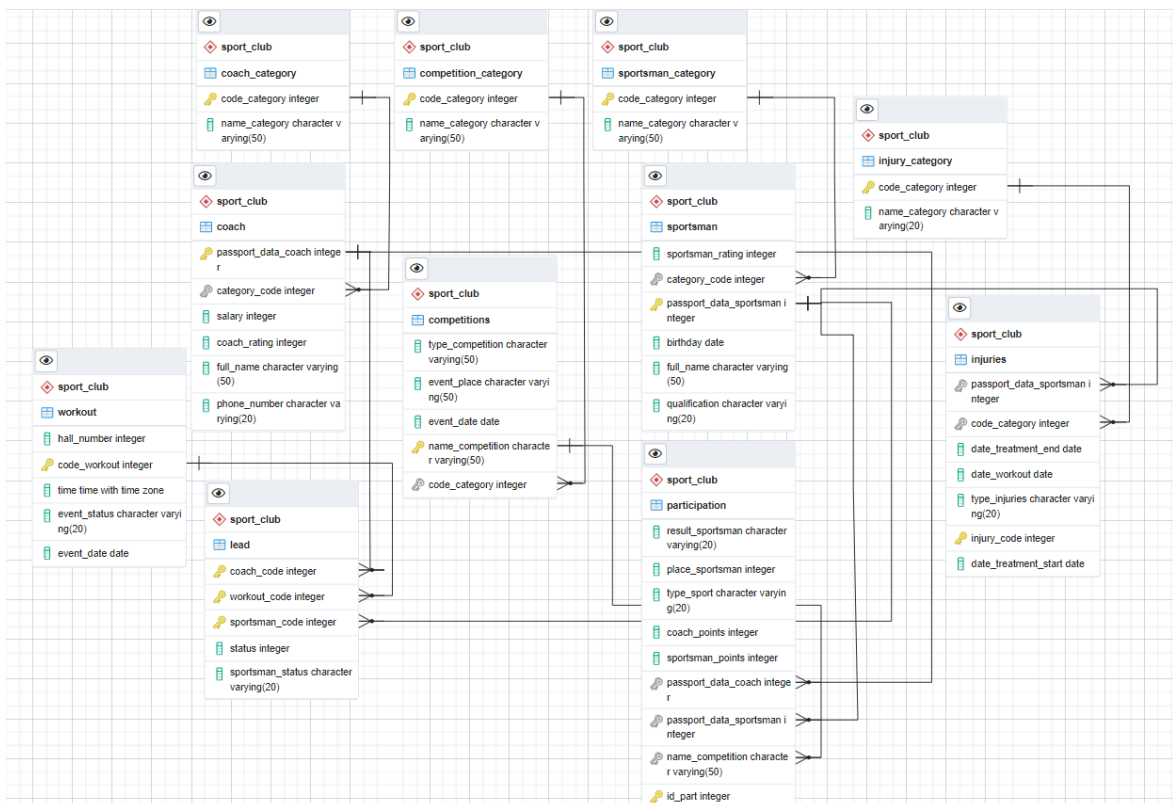 sport_club
coach_category
code_category integer
name_category character v
arying(50)
sport_club
competition_category
code_category integer
name_category character v
arying(50)
sport_club
sportsman_category
code_category integer
name_category character v
arying(50)
sport_club
injury_category
code_category integer
name_category character v
arying(20)
sport_club
coach
passport_data_coach intege
r
category_code integer
salary integer
coach_rating integer
full_name character varying
(50)
phone_number character va
rying(20)
sport_club
sportsman
sportsman_rating integer
category_code integer
passport_data_sportsman i
nteger
birthday date
full_name character varying
(50)
qualification character varyi
ng(20)
sport_club
competitions
type_competition character
varying(50)
event_place character varyi
ng(50)
event_date date
name_competition characte
r varying(50)
code_category integer
sport_club
injuries
passport_data_sportsman i
nteger
code_category integer
date_treatment_end date
date_workout date
type_injuries character varyi
ng(20)
injury_code integer
date_treatment_start date
sport_club
workout
hall_number integer
code_workout integer
time time with time zone
event_status character varyi
ng(20)
event_date date
sport_club
lead
coach_code integer
workout_code integer
sportsman_code integer
status integer
sportsman_status character
varying(20)
sport_club
participation
result_sportsman character
varying(20)
place_sportsman integer
type_sport character varyin
g(20)
coach_points integer
sportsman_points integer
passport_data_coach intege
r
passport_data_sportsman i
nteger
name_competition characte
r varying(50)
id_part integer